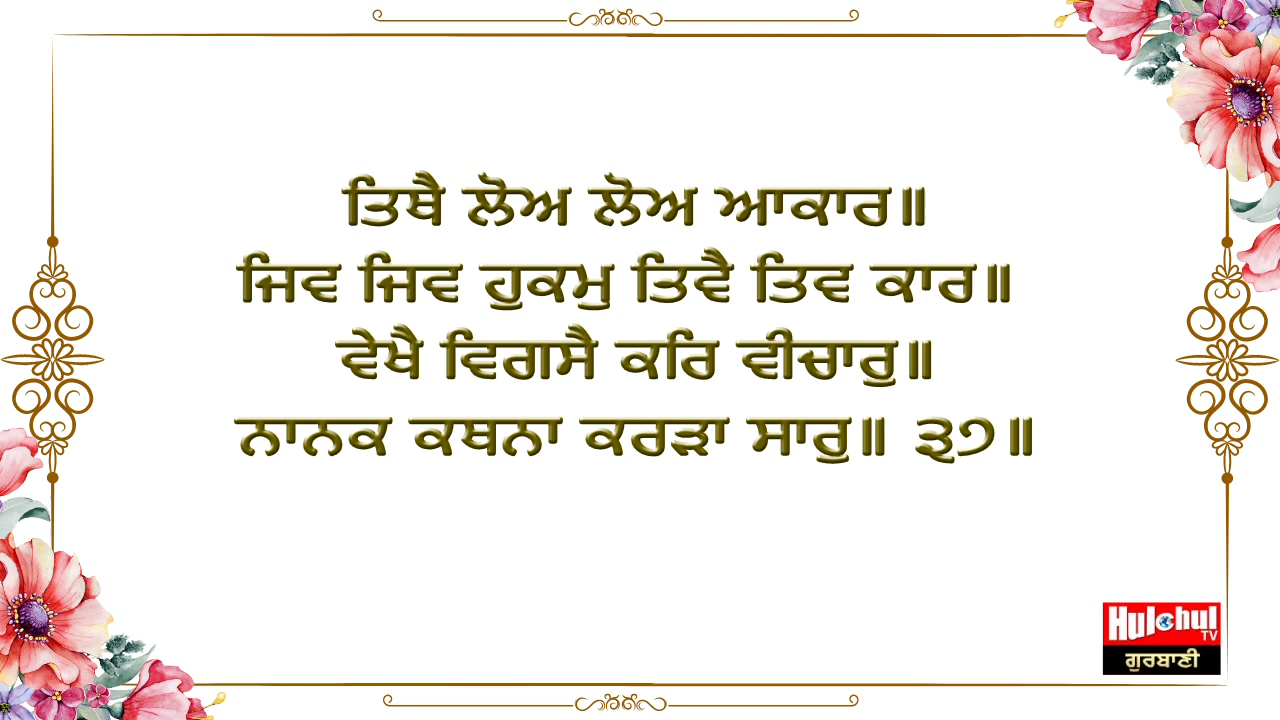 ਤਿਥੈ ਲੋਅ ਲੋਅ ਆਕਾਰ॥
ਜਿਵ ਜਿਵ ਹੁਕਮੁ ਤਿਵੈ ਤਿਵ ਕਾਰ॥
ਵੇਖੈ ਵਿਗਸੈ ਕਰਿ ਵੀਚਾਰੁ॥
ਨਾਨਕ ਕਥਨਾ ਕਰੜਾ ਸਾਰੁ॥ ੩੭॥
Hulchul
TV
ਗੁਰਬਾਣੀ